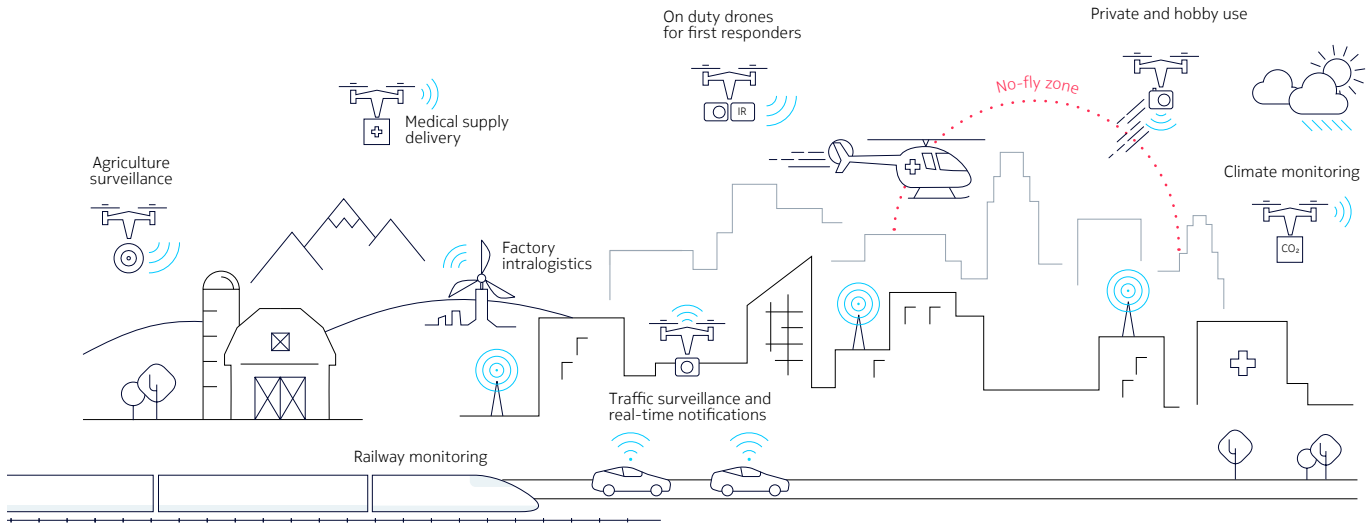 On duty drones
for first responders
IR
Private and hobby use
No-fly zone
Medical supply
delivery
Agriculture
surveillance
Climate monitoring
CO₂
Factory
intralogistics
Traffic surveillance and
real-time notifications
Railway monitoring